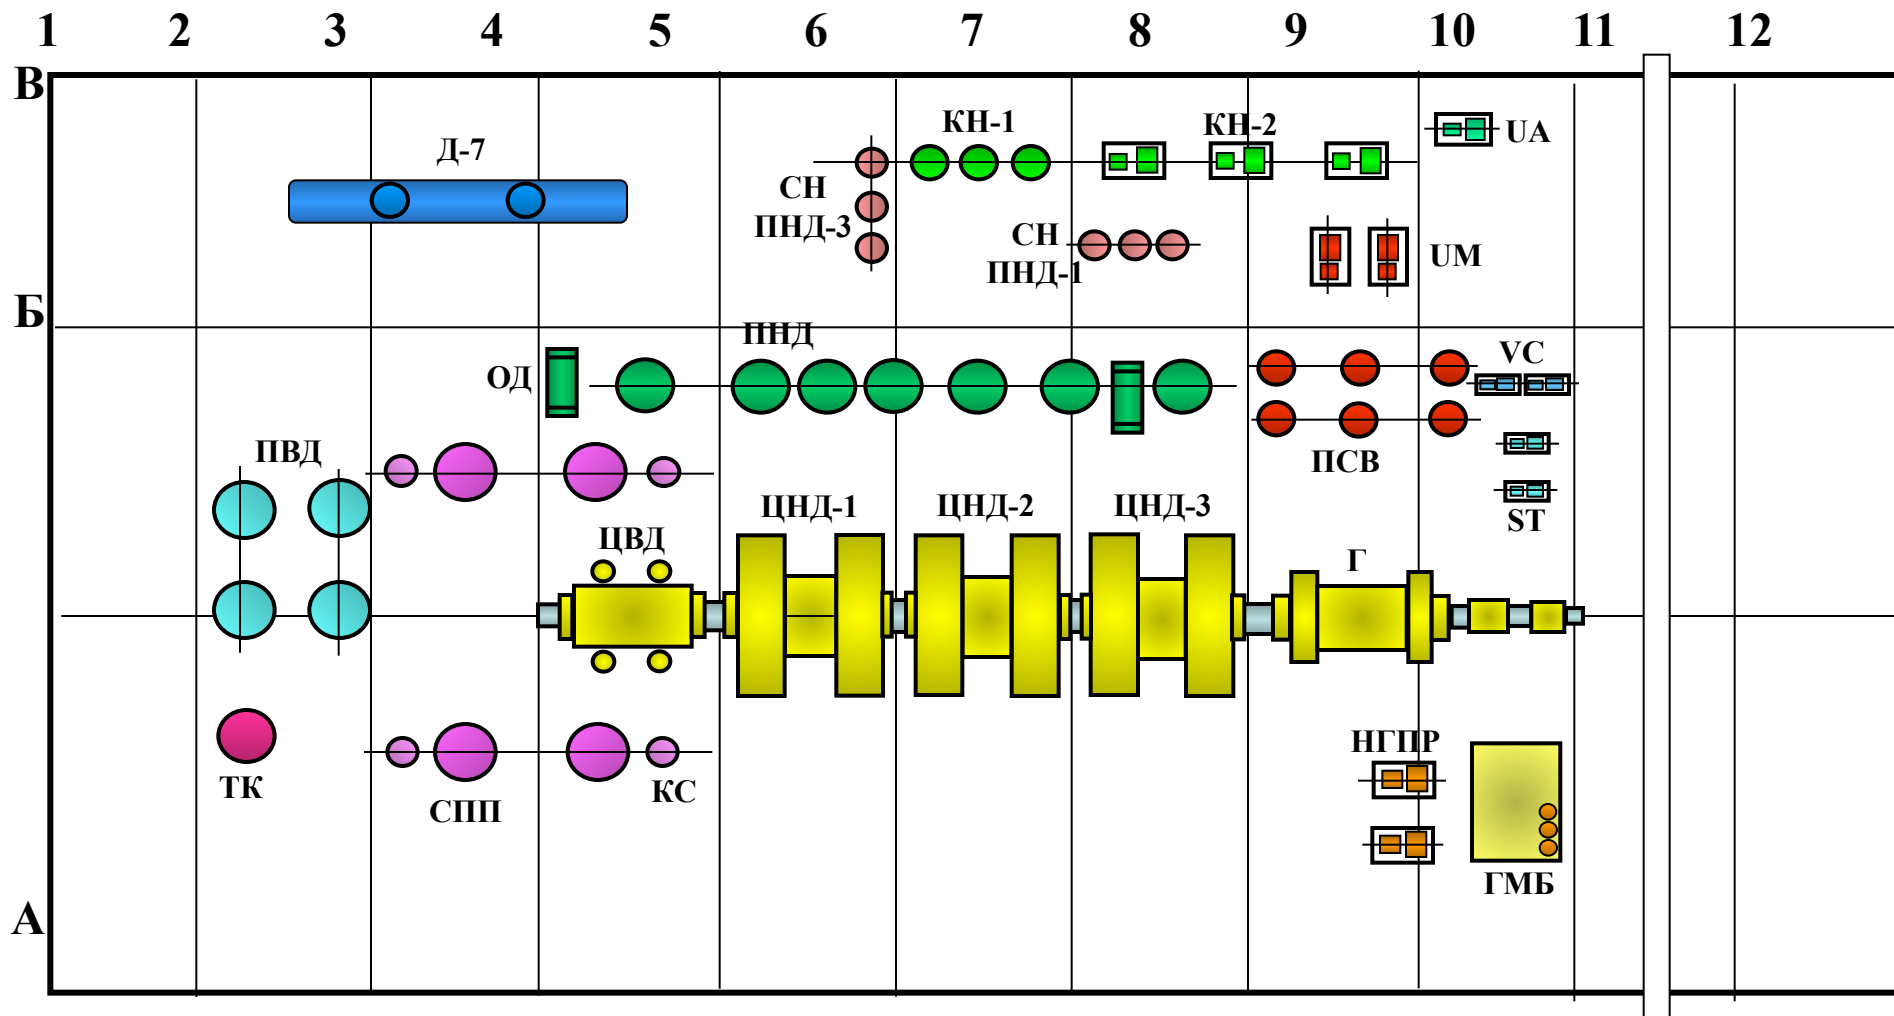 1 2 3 4 5 6 7 8 9 10 11 12
В
КН-1
КН-2
UA
Д-7
СН
ПНД-3
СН
ПНД-1
UM
Б
ПНД
ОД
VC
ПВД
ПСВ
ЦНД-1
ЦНД-2
ЦНД-3
ST
ЦВД
Г
НГПР
ТК
КС
СПП
ГМБ
А